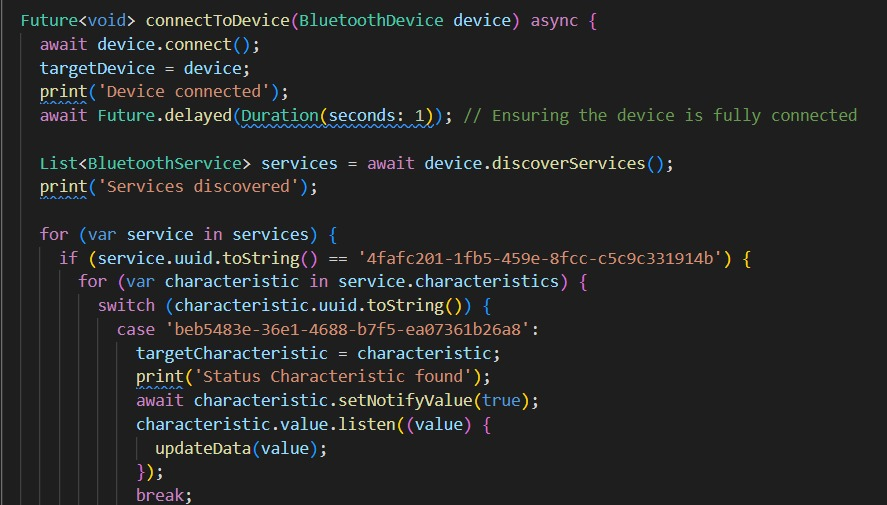 Future<void> connectToDevice(BluetoothDevice device) async {
  await device.connect();
  targetDevice = device;
  print('Device connected');
  await Future.delayed(Duration(seconds: 1)); // Ensuring the device is fully connected

  List<BluetoothService> services = await device.discoverServices();
  print('Services discovered');

  for (var service in services) {
    if (service.uuid.toString() == '4fafc201-1fb5-459e-8fcc-c5c9c331914b') {
      for (var characteristic in service.characteristics) {
        switch (characteristic.uuid.toString()) {
          case 'beb5483e-36e1-4688-b7f5-ea07361b26a8':
            targetCharacteristic = characteristic;
            print('Status Characteristic found');
            await characteristic.setNotifyValue(true);
            characteristic.value.listen((value) {
              updateData(value);
            });
            break;